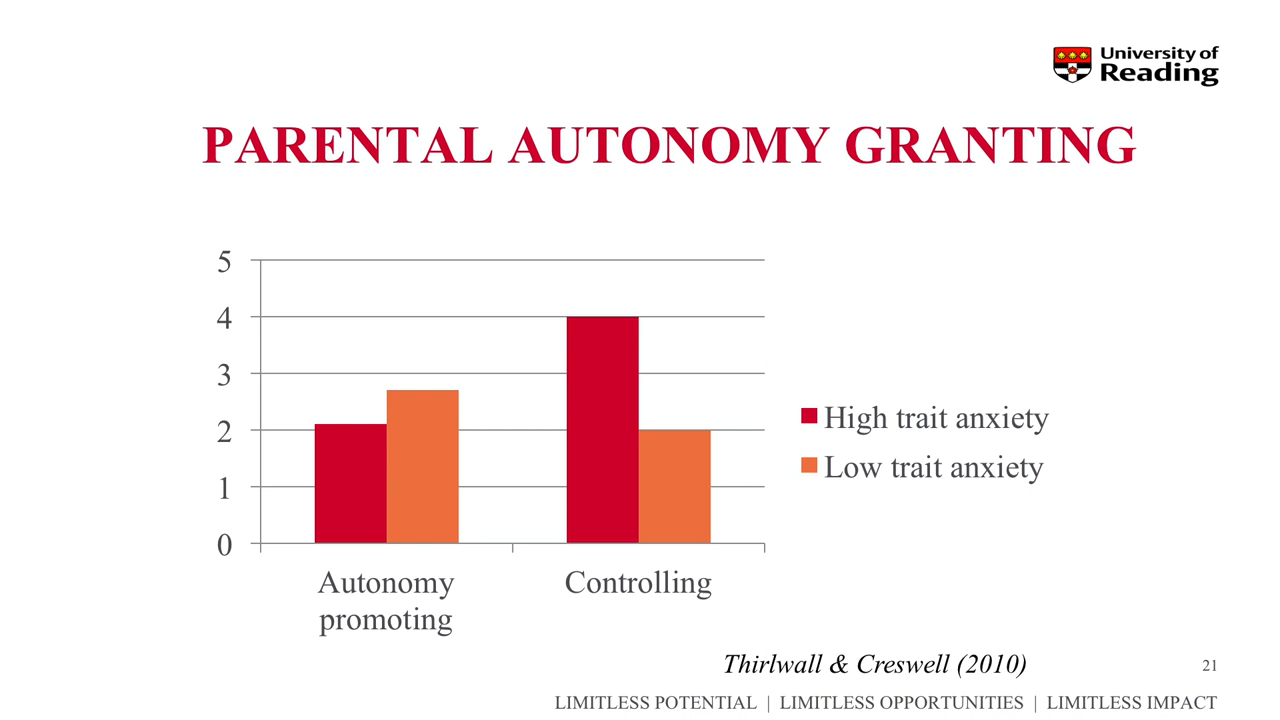 University of
Reading
PARENTAL AUTONOMY GRANTING
5
4
3
2
1
0
Autonomy
promoting
Controlling
High trait anxiety
Low trait anxiety
Thirlwall & Creswell (2010)
21
LIMITLESS POTENTIAL | LIMITLESS OPPORTUNITIES | LIMITLESS IMPACT